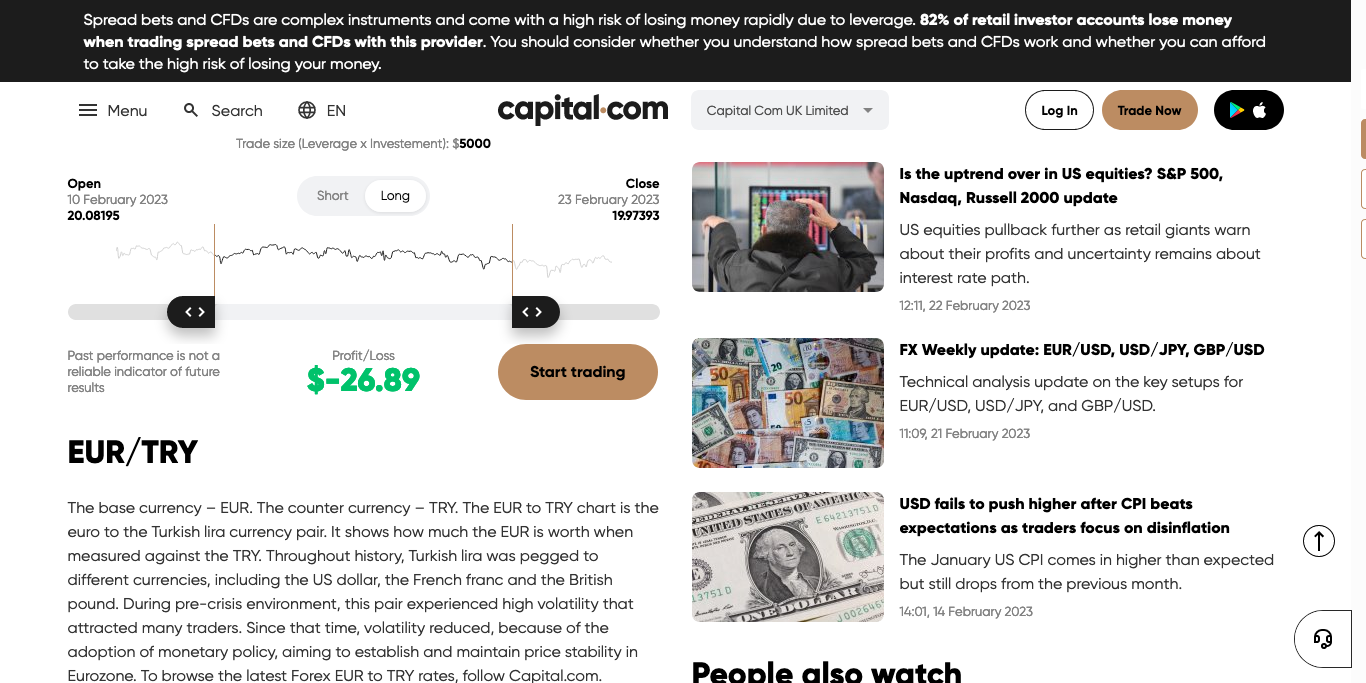 Spread bets and CFDs are complex instruments and come with a high risk of losing money rapidly due to leverage. 82% of retail investor accounts lose money
when trading spread bets and CFDs with this provider. You should consider whether you understand how spread bets and CFDs work and whether you can afford
to take the high risk of losing your money.
Menu
Search
EN
capital.com
Capital Com UK Limited
Log In
Trade Now
Trade size (Leverage x Investement): $5000
Open
10 February 2023
20.08195
Short
Long
Close
23 February 2023
19.97393
Past performance is not a
reliable indicator of future
results
Profit/Loss
$-26.89
Start trading
EUR/TRY
The base currency – EUR. The counter currency – TRY. The EUR to TRY chart is the
euro to the Turkish lira currency pair. It shows how much the EUR is worth when
measured against the TRY. Throughout history, Turkish lira was pegged to
different currencies, including the US dollar, the French franc and the British
pound. During pre-crisis environment, this pair experienced high volatility that
attracted many traders. Since that time, volatility reduced, because of the
adoption of monetary policy, aiming to establish and maintain price stability in
Eurozone. To browse the latest Forex EUR to TRY rates, follow Capital.com.
Is the uptrend over in US equities? S&P 500,
Nasdaq, Russell 2000 update
US equities pullback further as retail giants warn
about their profits and uncertainty remains about
interest rate path.
12:11, 22 February 2023
FX Weekly update: EUR/USD, USD/JPY, GBP/USD
Technical analysis update on the key setups for
EUR/USD, USD/JPY, and GBP/USD.
11:09, 21 February 2023
USD fails to push higher after CPI beats
expectations as traders focus on disinflation
The January US CPI comes in higher than expected
but still drops from the previous month.
14:01, 14 February 2023
People also watch